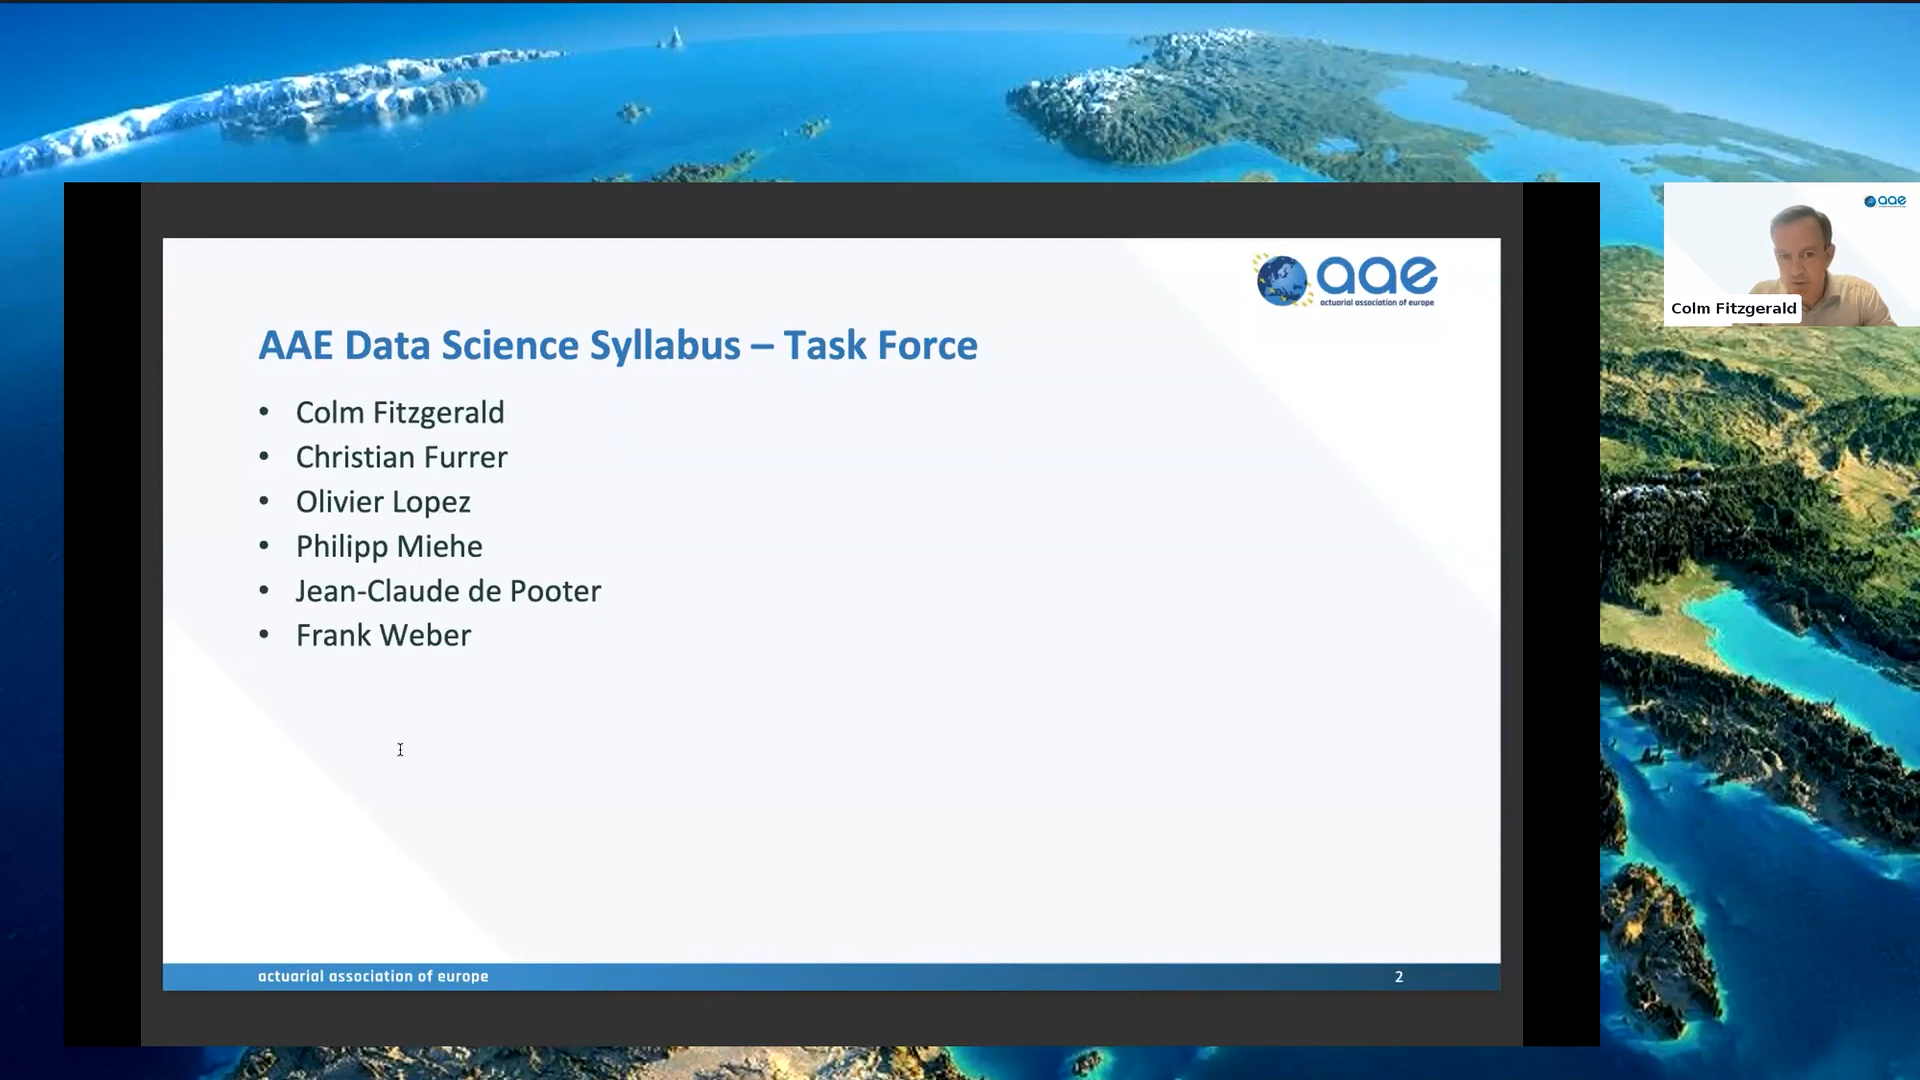 aae
actuarial association of europe
aae
Colm Fitzgerald
AAE Data Science Syllabus – Task Force
• Colm Fitzgerald
• Christian Furrer
• Olivier Lopez
• Philipp Miehe
• Jean-Claude de Pooter
• Frank Weber
actuarial association of europe
2